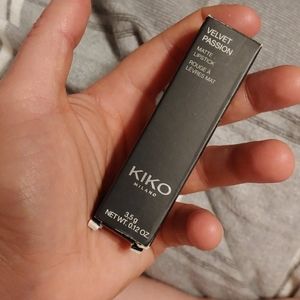 VELVET
PASSION
MATTE
LIPSTICK
ROUGE À
LÈVRES MAT
KIKO
MILANO
3.5 g
NET WT. 0.12 OZ.